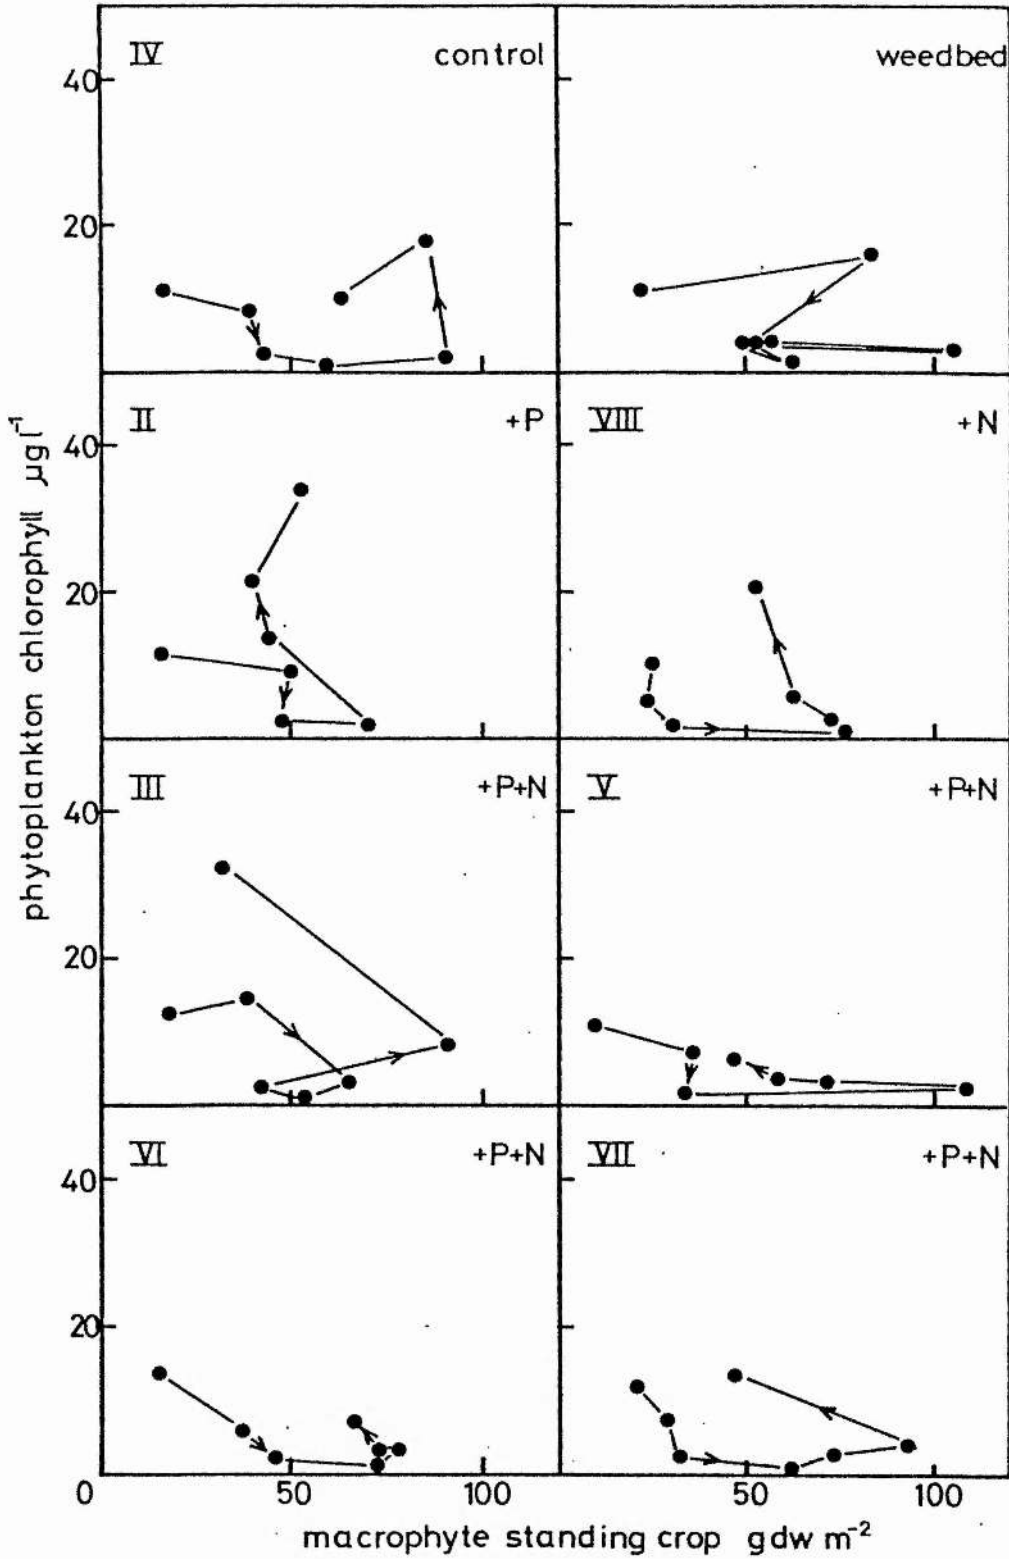 IV control
weedbed
40
20
II +P
VIII +N
40
20
III +P+N
V +P+N
40
20
VI +P+N
VII +P+N
40
20
0 50 100 50 100
phytoplankton chlorophyll µg l⁻¹
macrophyte standing crop gdw m⁻²